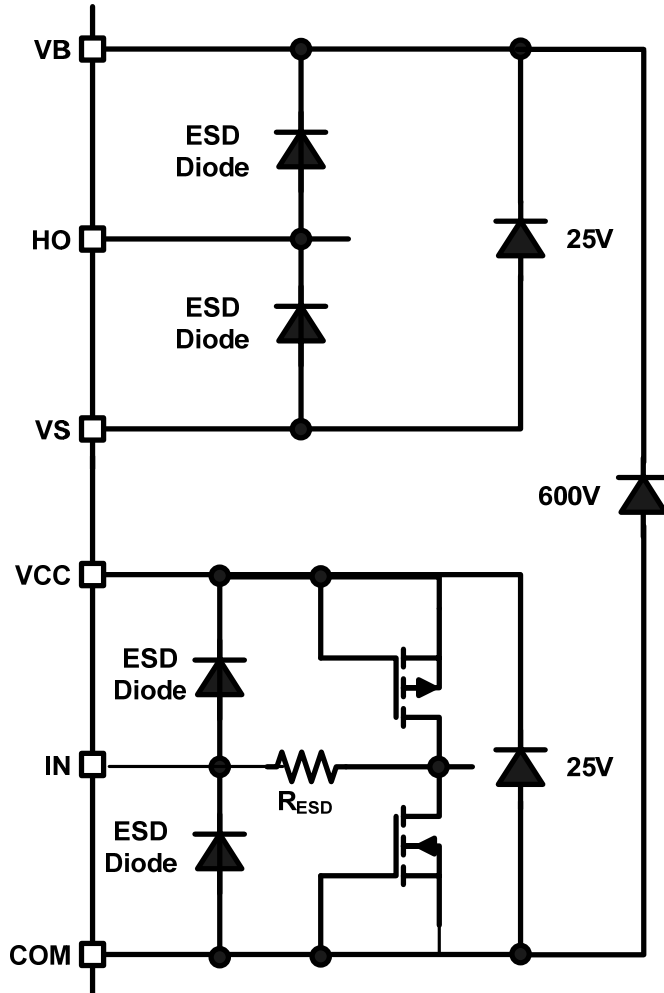 VB
ESD
Diode
HO
25V
ESD
Diode
VS
600V
VCC
ESD
Diode
IN
RESD
25V
ESD
Diode
COM